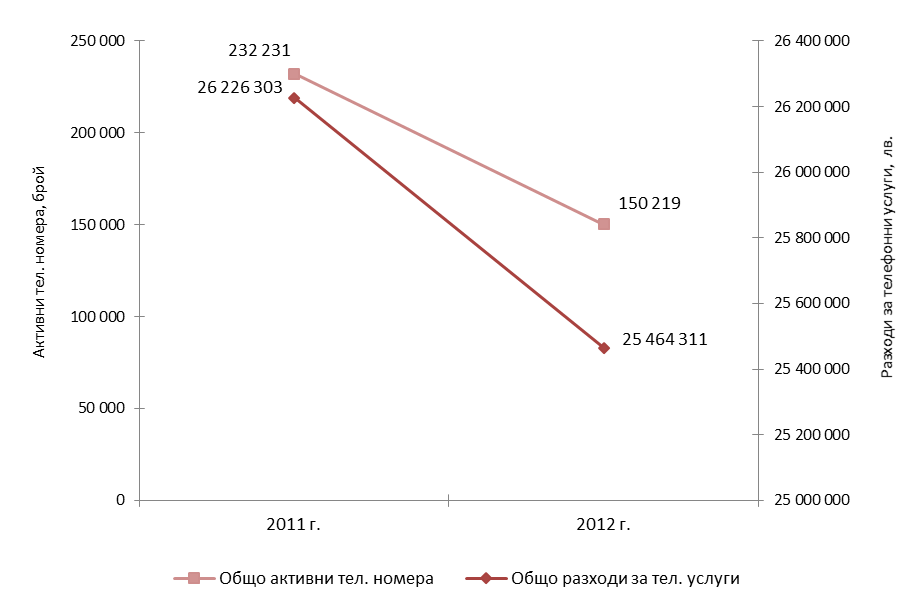 250 000
200 000
150 000
100 000
50 000
0
Активни тел. номера, брой
232 231
26 226 303
150 219
25 464 311
26 400 000
26 200 000
26 000 000
25 800 000
25 600 000
25 400 000
25 200 000
25 000 000
Разходи за телефонни услуги, лв.
2011 г.
2012 г.
Общо активни тел. номера
Общо разходи за тел. услуги